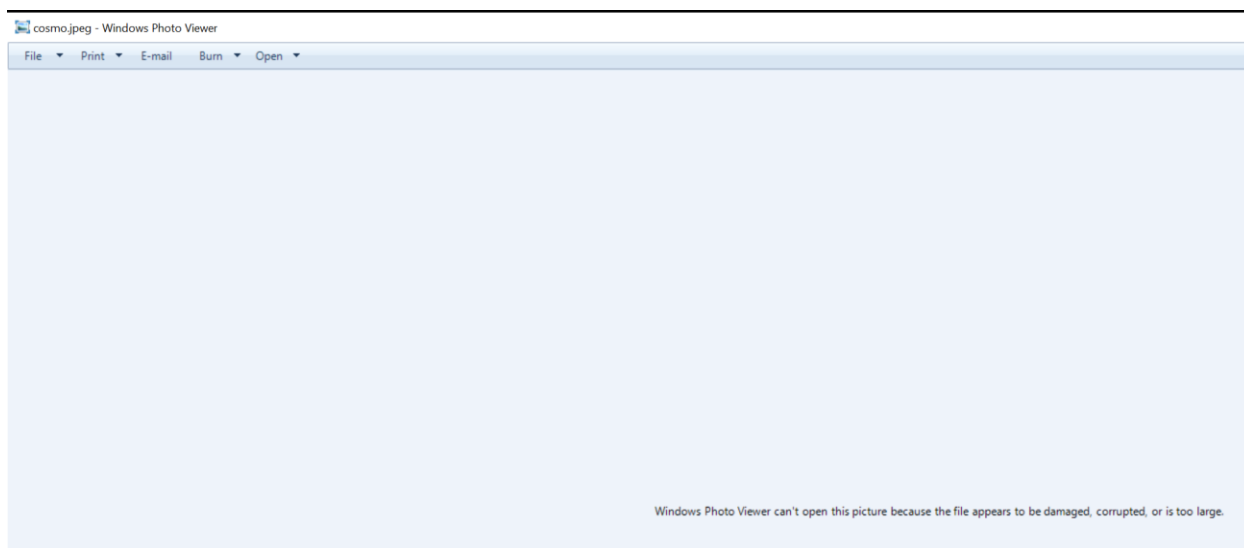 cosmo.jpeg - Windows Photo Viewer
File Print E-mail Burn Open
Windows Photo Viewer can't open this picture because the file appears to be damaged, corrupted, or is too large.